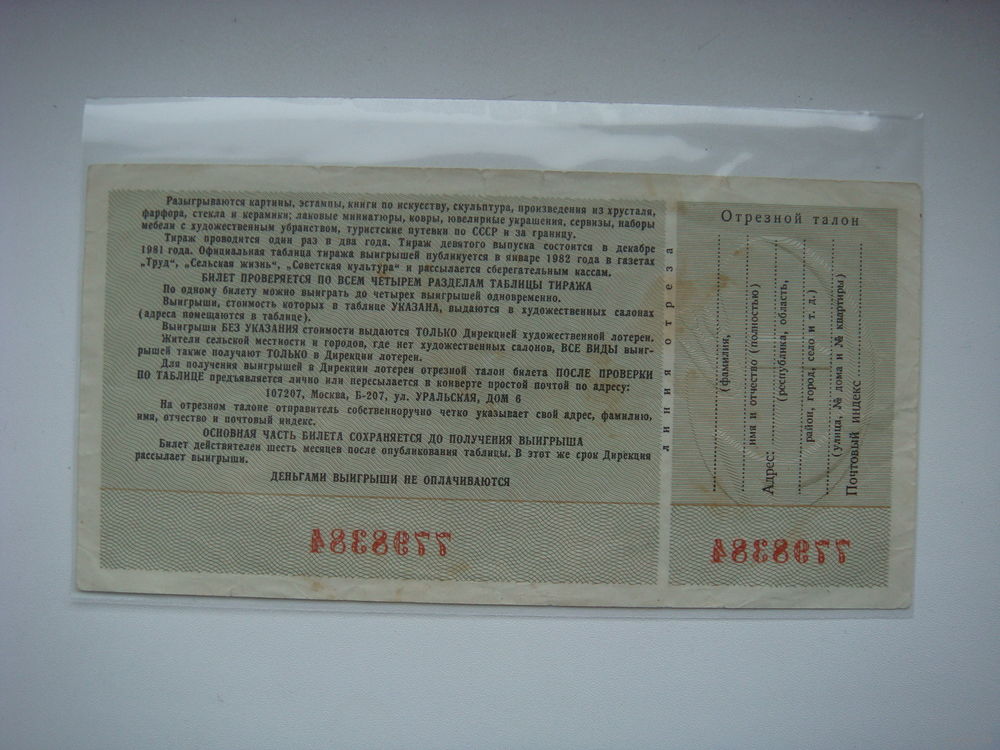 Разыгрываются картины, эстампы, книги по искусству, скульптура, произведения из хрусталя,
фарфора, стекла и керамики; лаковые миниатюры, ковры, ювелирные украшения, сервизы, наборы
мебели с художественным убранством, туристские путевки по СССР и за границу.
Тираж проводится один раз в два года. Тираж девятого выпуска состоится в декабре
1981 года. Официальная таблица тиража выигрышей публикуется в январе 1982 года в газетах
„Труд“, „Сельская жизнь“, „Советская культура“ и рассылается сберегательным кассам.
БИЛЕТ ПРОВЕРЯЕТСЯ ПО ВСЕМ ЧЕТЫРЕМ РАЗДЕЛАМ ТАБЛИЦЫ ТИРАЖА
По одному билету можно выиграть до четырех выигрышей одновременно.
Выигрыши, стоимость которых в таблице УКАЗАНА, выдаются в художественных салонах
(адреса помещаются в таблице).
Выигрыши БЕЗ УКАЗАНИЯ стоимости выдаются ТОЛЬКО Дирекцией художественной лотереи.
Жители сельской местности и городов, где нет художественных салонов, ВСЕ ВИДЫ выиг-
рышей также получают ТОЛЬКО в Дирекции лотереи.
Для получения выигрышей в Дирекции лотереи отрезной талон билета ПОСЛЕ ПРОВЕРКИ
ПО ТАБЛИЦЕ предъявляется лично или пересылается в конверте простой почтой по адресу:
107207, Москва, Б-207, ул. УРАЛЬСКАЯ, ДОМ 6
На отрезном талоне отправитель собственноручно четко указывает свой адрес, фамилию,
имя, отчество и почтовый индекс.
ОСНОВНАЯ ЧАСТЬ БИЛЕТА СОХРАНЯЕТСЯ ДО ПОЛУЧЕНИЯ ВЫИГРЫША
Билет действителен шесть месяцев после опубликования таблицы. В этот же срок Дирекция
рассылает выигрыши.
ДЕНЬГАМИ ВЫИГРЫШИ НЕ ОПЛАЧИВАЮТСЯ
7798384
линия отреза
Отрезной талон
(фамилия,
имя и отчество (полностью)
Адрес:
(республика, область,
район, город, село и т. д.)
(улица, № дома и № квартиры)
Почтовый индекс
7798384